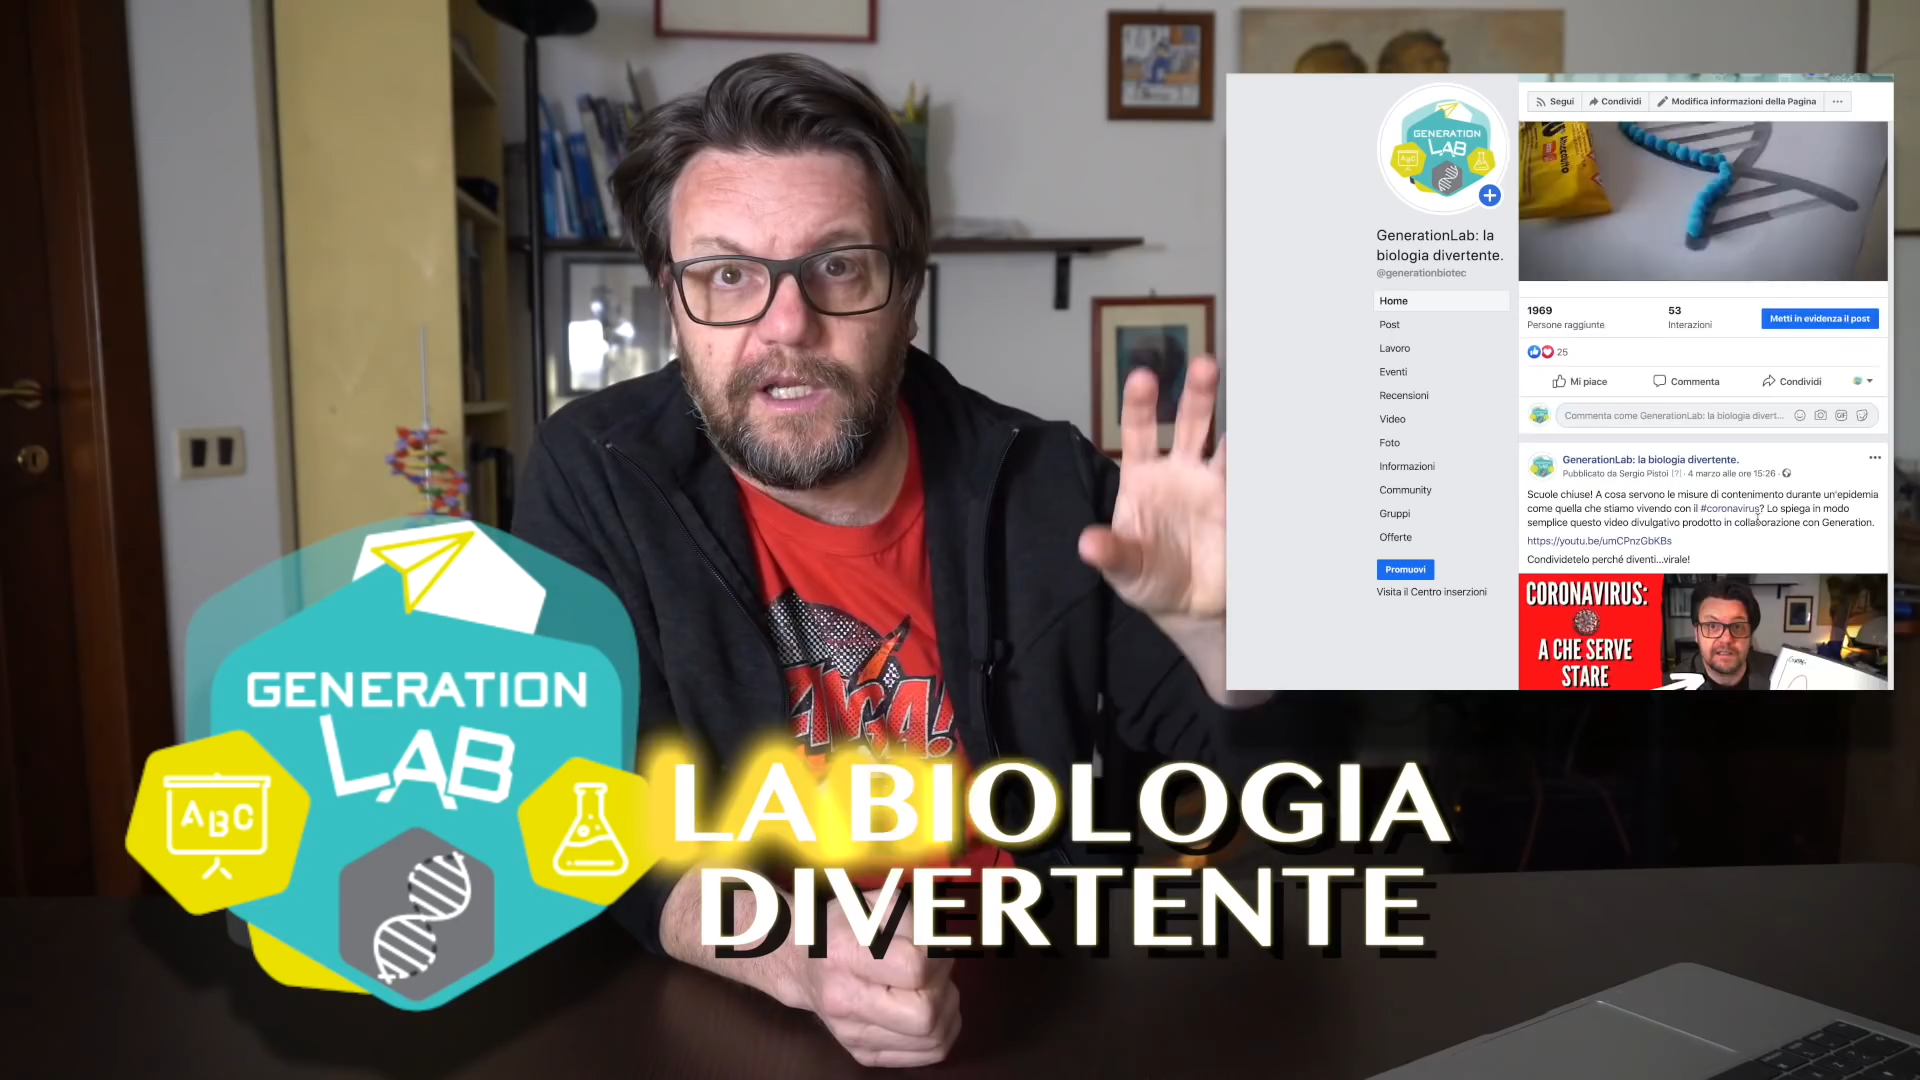 GENERATION
LAB
ABC
LA BIOLOGIA
DIVERTENTE
GENERATION
LAB
ABC
GenerationLab: la
biologia divertente.
@generationbiotec
Home
Post
Lavoro
Eventi
Recensioni
Video
Foto
Informazioni
Community
Gruppi
Offerte
Promuovi
Visita il Centro inserzioni
Segui
Condividi
Modifica informazioni della Pagina
1969
Persone raggiunte
53
Interazioni
Metti in evidenza il post
25
Mi piace
Commenta
Condividi
Commenta come GenerationLab: la biologia divert...
GIF
GenerationLab: la biologia divertente.
Pubblicato da Sergio Pistoi [?] · 4 marzo alle ore 15:26 ·
Scuole chiuse! A cosa servono le misure di contenimento durante un'epidemia
come quella che stiamo vivendo con il #coronavirus? Lo spiega in modo
semplice questo video divulgativo prodotto in collaborazione con Generation.
https://youtu.be/umCPnzGbKBs
Condividetelo perché diventi...virale!
CORONAVIRUS:
A CHE SERVE
STARE